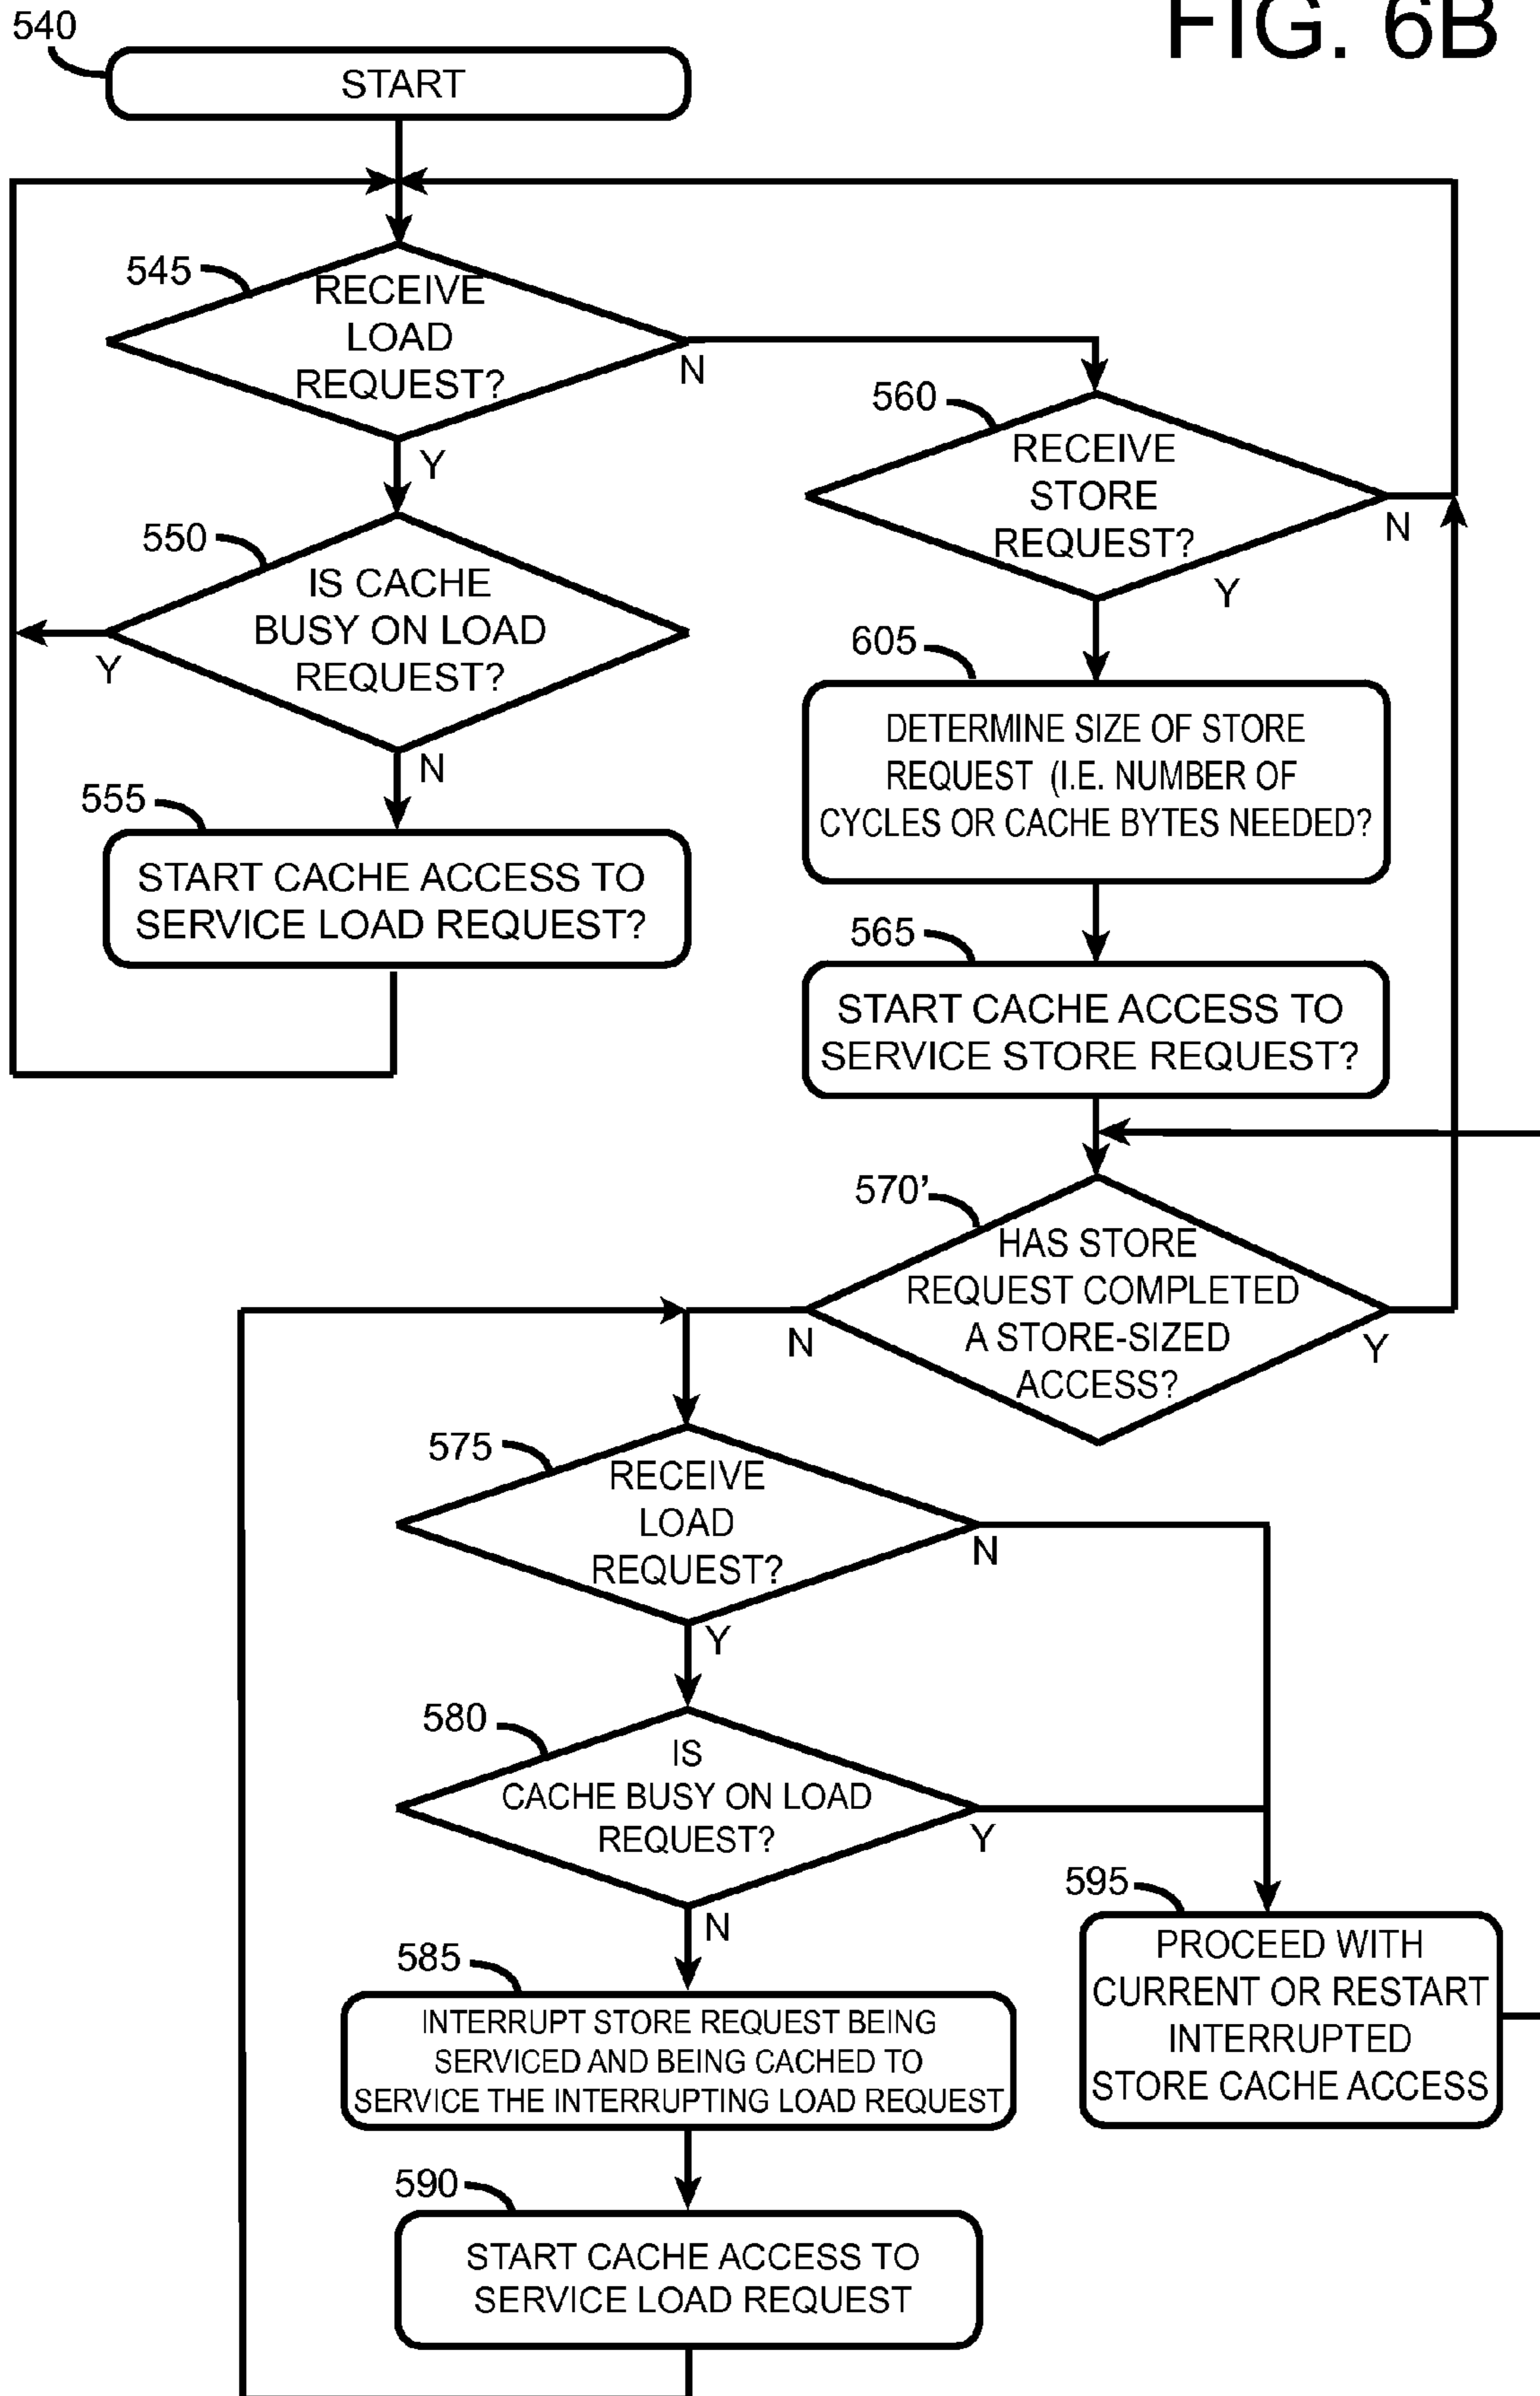 FIG. 6B
540
START
545
RECEIVE
LOAD
REQUEST?
N
Y
560
RECEIVE
STORE
REQUEST?
N
Y
550
IS CACHE
BUSY ON LOAD
REQUEST?
Y
N
605
DETERMINE SIZE OF STORE
REQUEST (I.E. NUMBER OF
CYCLES OR CACHE BYTES NEEDED?
555
START CACHE ACCESS TO
SERVICE LOAD REQUEST?
565
START CACHE ACCESS TO
SERVICE STORE REQUEST?
570’
HAS STORE
REQUEST COMPLETED
A STORE-SIZED
ACCESS?
N
Y
575
RECEIVE
LOAD
REQUEST?
N
Y
580
IS
CACHE BUSY ON LOAD
REQUEST?
Y
N
595
PROCEED WITH
CURRENT OR RESTART
INTERRUPTED
STORE CACHE ACCESS
585
INTERRUPT STORE REQUEST BEING
SERVICED AND BEING CACHED TO
SERVICE THE INTERRUPTING LOAD REQUEST
590
START CACHE ACCESS TO
SERVICE LOAD REQUEST